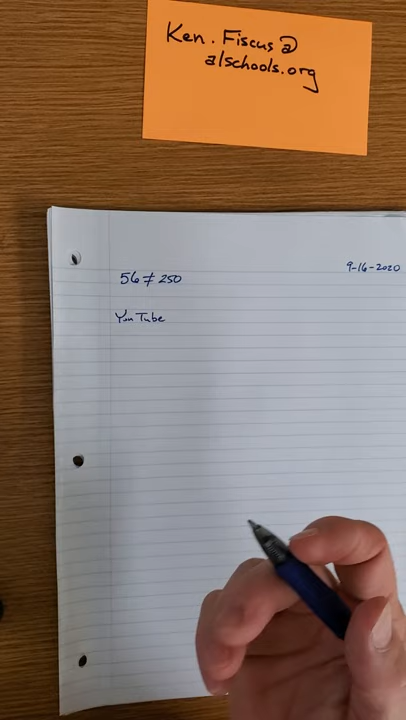 Ken. Fiscus @
alschools.org
9-16-2020
56 ≠ 250
YouTube